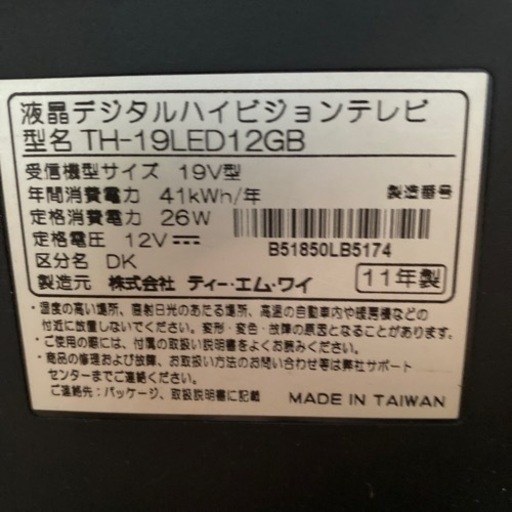 液晶デジタルハイビジョンテレビ
型名 TH-19LED12GB
受信機型サイズ 19V型
年間消費電力 41kWh/年 製造番号
定格消費電力 26W
定格電圧 12V⎓ B51850LB5174
区分名 DK
製造元 株式会社 ティー・エム・ワイ 11年製
・温度の高い場所、直射日光のあたる場所、高温の自動車内や暖房機などの
付近に放置しないでください。変形・変色・故障の原因となることがあります。
・ご使用の際には、付属の取扱い説明書をよくお読みください。
・商品の修理および故障、お取扱い方法のお問い合わせ等は弊社サポート
センターまでご連絡ください。
ご連絡先：パッケージ、取扱説明書に記載 MADE IN TAIWAN